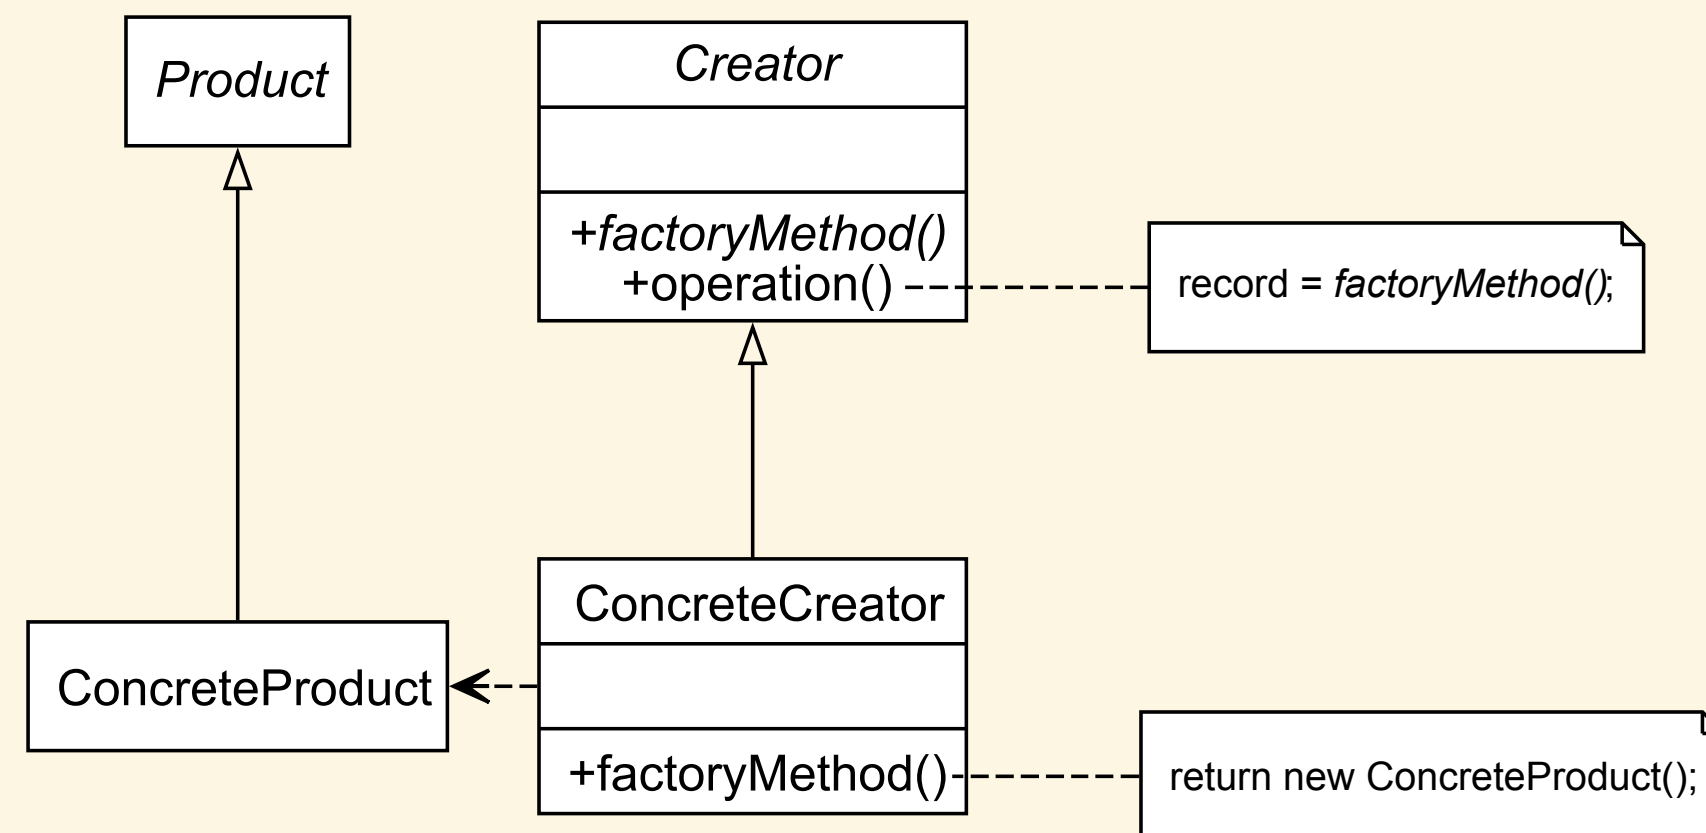 Product
Creator
+factoryMethod()
+operation()
record = factoryMethod();
ConcreteCreator
ConcreteProduct
+factoryMethod()
return new ConcreteProduct();